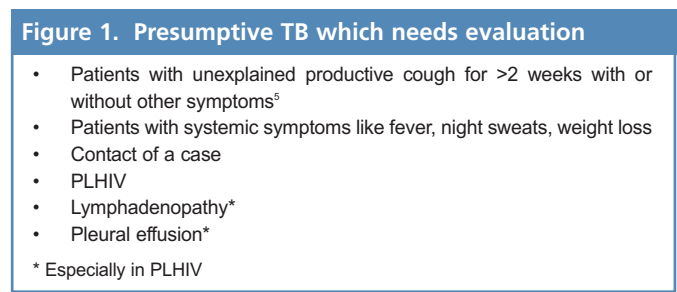 Figure 1. Presumptive TB which needs evaluation
• Patients with unexplained productive cough for >2 weeks with or
without other symptoms⁵
• Patients with systemic symptoms like fever, night sweats, weight loss
• Contact of a case
• PLHIV
• Lymphadenopathy*
• Pleural effusion*
* Especially in PLHIV